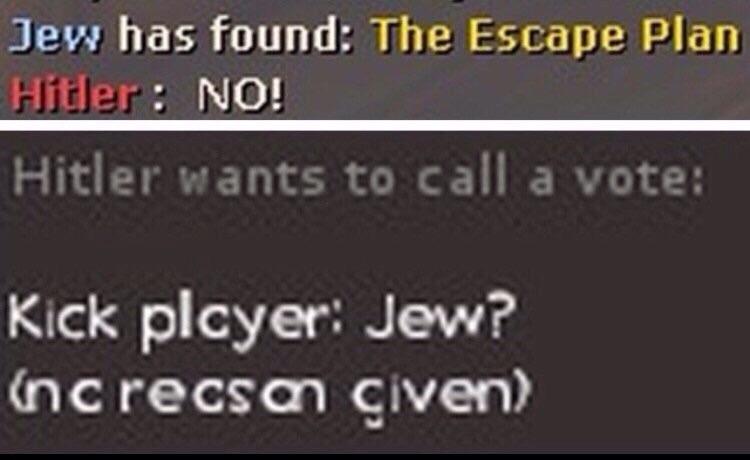 Jew has found: The Escape Plan
Hitler : NO!
Hitler wants to call a vote:
Kick player: Jew?
(no reason given)